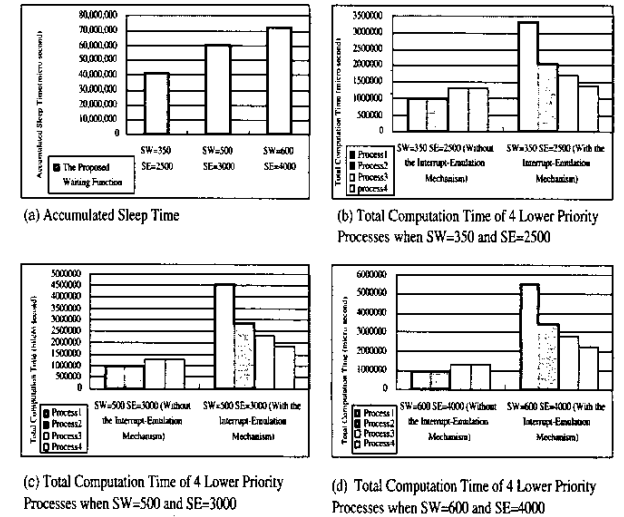 80,000,000
70,000,000
60,000,000
50,000,000
40,000,000
30,000,000
20,000,000
10,000,000
0
Accumulated Sleep Time(micro second)
SW=350 SW=500 SW=600
SE=2500 SE=3000 SE=4000
The Proposed
Waiting Function
(a) Accumulated Sleep Time
3500000
3000000
2500000
2000000
1500000
1000000
500000
0
Total Computation Time (micro second)
SW=350 SE=2500 (Without
the Interrupt-Emulation
Mechanism)
SW=350 SE=2500 (With the
Interrupt-Emulation
Mechanism)
Process1
Process2
Process3
process4
(b) Total Computation Time of 4 Lower Priority
Processes when SW=350 and SE=2500
5000000
4500000
4000000
3500000
3000000
2500000
2000000
1500000
1000000
500000
0
Total Computation Time (micro second)
SW=500 SE=3000 (Without
the Interrupt-Emulation
Mechanism)
SW=500 SE=3000 (With the
Interrupt-Emulation
Mechanism)
Process1
Process2
Process3
Process4
(c) Total Computation Time of 4 Lower Priority
Processes when SW=500 and SE=3000
6000000
5000000
4000000
3000000
2000000
1000000
0
Total Computation Time (micro second)
SW=600 SE=4000 (Without
the Interrupt-Emulation
Mechanism)
SW=600 SE=4000 (With the
Interrupt-Emulation
Mechanism)
Process1
Process2
Process3
Process4
(d) Total Computation Time of 4 Lower Priority
Processes when SW=600 and SE=4000